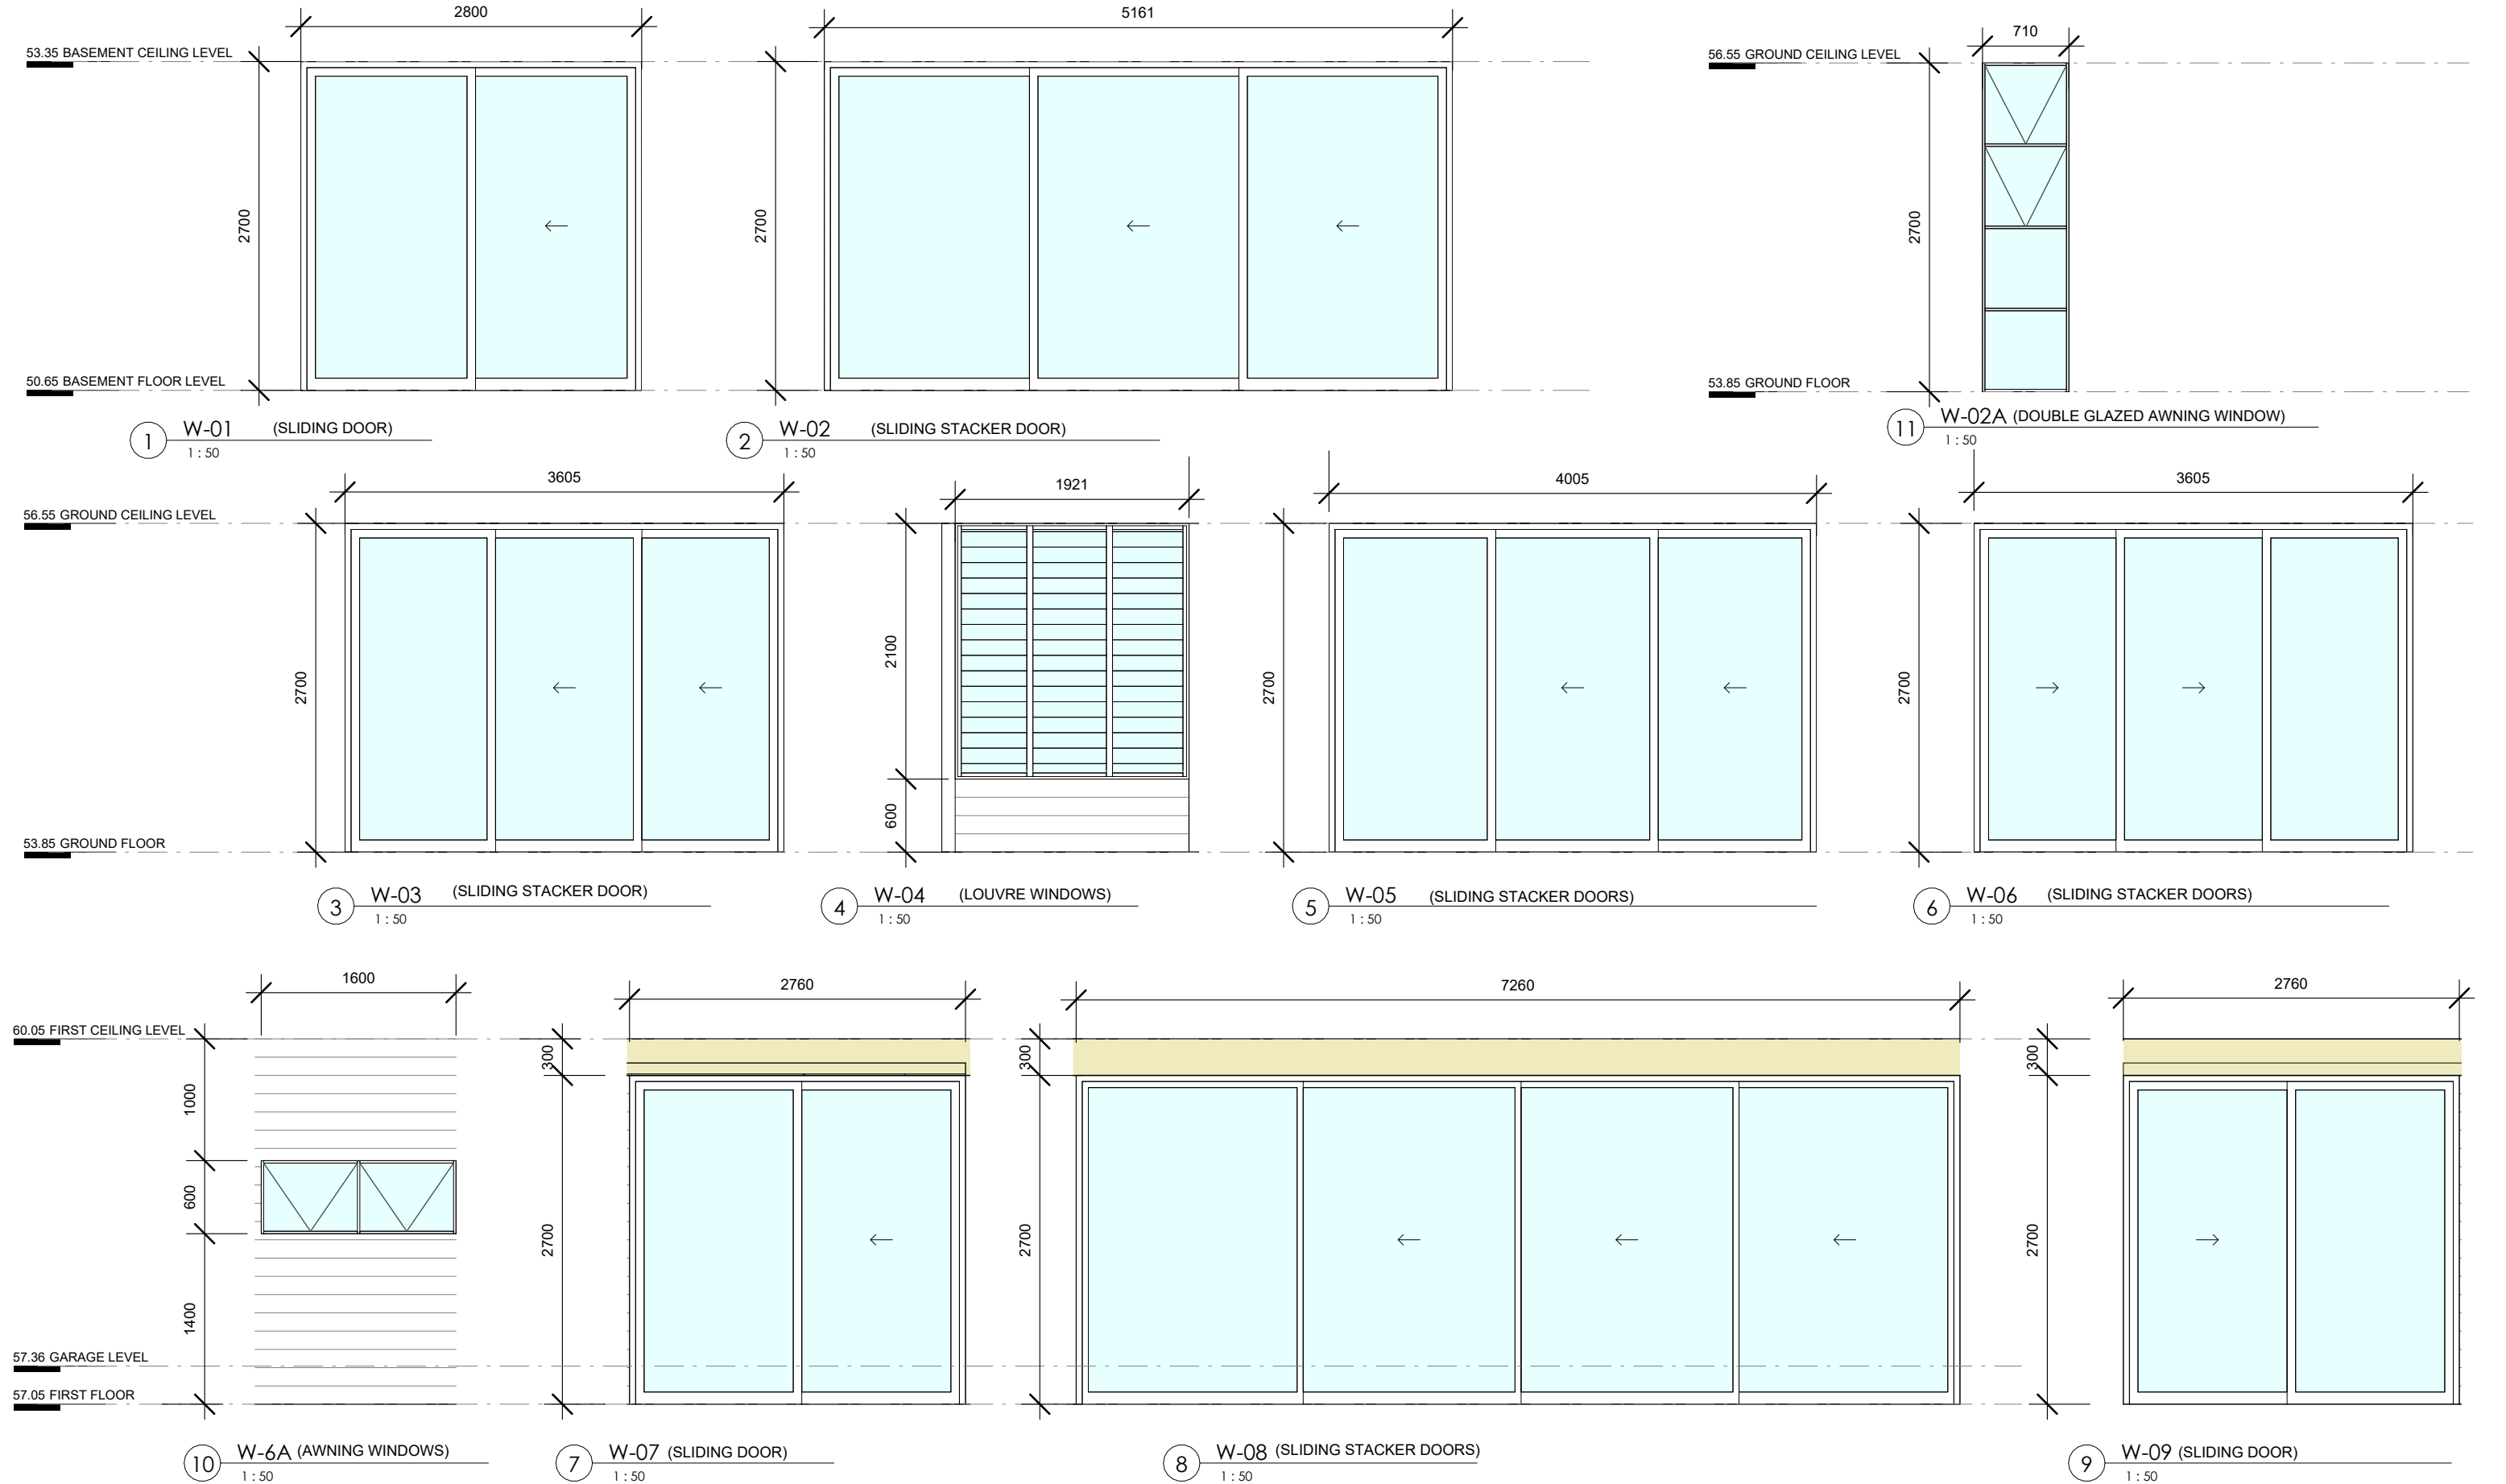 2800
5161
710
53.35 BASEMENT CEILING LEVEL
56.55 GROUND CEILING LEVEL
2700
2700
2700
50.65 BASEMENT FLOOR LEVEL
53.85 GROUND FLOOR
1 W-01 (SLIDING DOOR)
1 : 50
2 W-02 (SLIDING STACKER DOOR)
1 : 50
11 W-02A (DOUBLE GLAZED AWNING WINDOW)
1 : 50
3605
1921
4005
3605
56.55 GROUND CEILING LEVEL
2700
2100
600
2700
2700
53.85 GROUND FLOOR
3 W-03 (SLIDING STACKER DOOR)
1 : 50
4 W-04 (LOUVRE WINDOWS)
1 : 50
5 W-05 (SLIDING STACKER DOORS)
1 : 50
6 W-06 (SLIDING STACKER DOORS)
1 : 50
1600
2760
7260
2760
60.05 FIRST CEILING LEVEL
1000
600
1400
300
2700
300
2700
300
2700
57.36 GARAGE LEVEL
57.05 FIRST FLOOR
10 W-6A (AWNING WINDOWS)
1 : 50
7 W-07 (SLIDING DOOR)
1 : 50
8 W-08 (SLIDING STACKER DOORS)
1 : 50
9 W-09 (SLIDING DOOR)
1 : 50